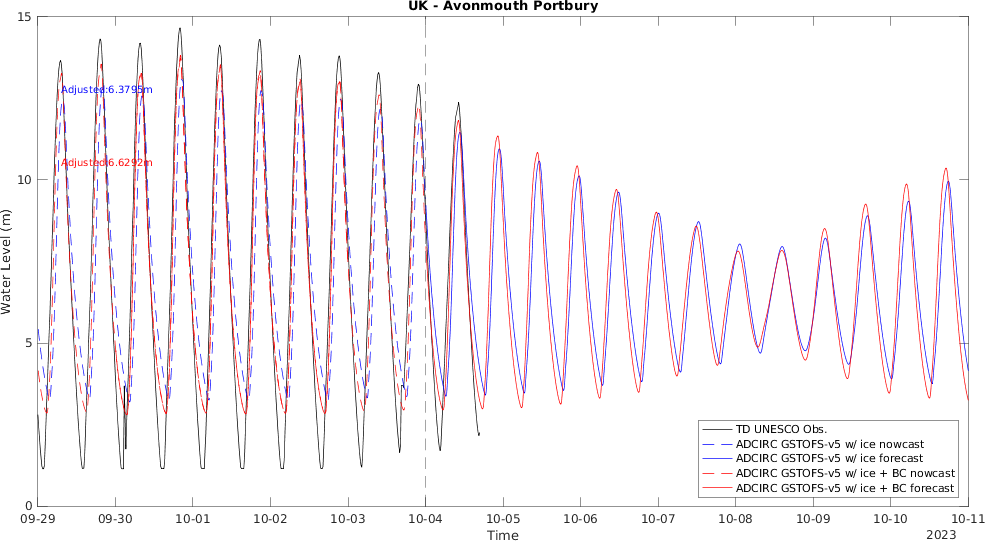 UK - Avonmouth Portbury
15
10
5
0
Water Level (m)
Adjusted:6.3795m
Adjusted:6.6292m
TD UNESCO Obs.
ADCIRC GSTOFS-v5 w/ ice nowcast
ADCIRC GSTOFS-v5 w/ ice forecast
ADCIRC GSTOFS-v5 w/ ice + BC nowcast
ADCIRC GSTOFS-v5 w/ ice + BC forecast
09-29 09-30 10-01 10-02 10-03 10-04 10-05 10-06 10-07 10-08 10-09 10-10 10-11
Time
2023